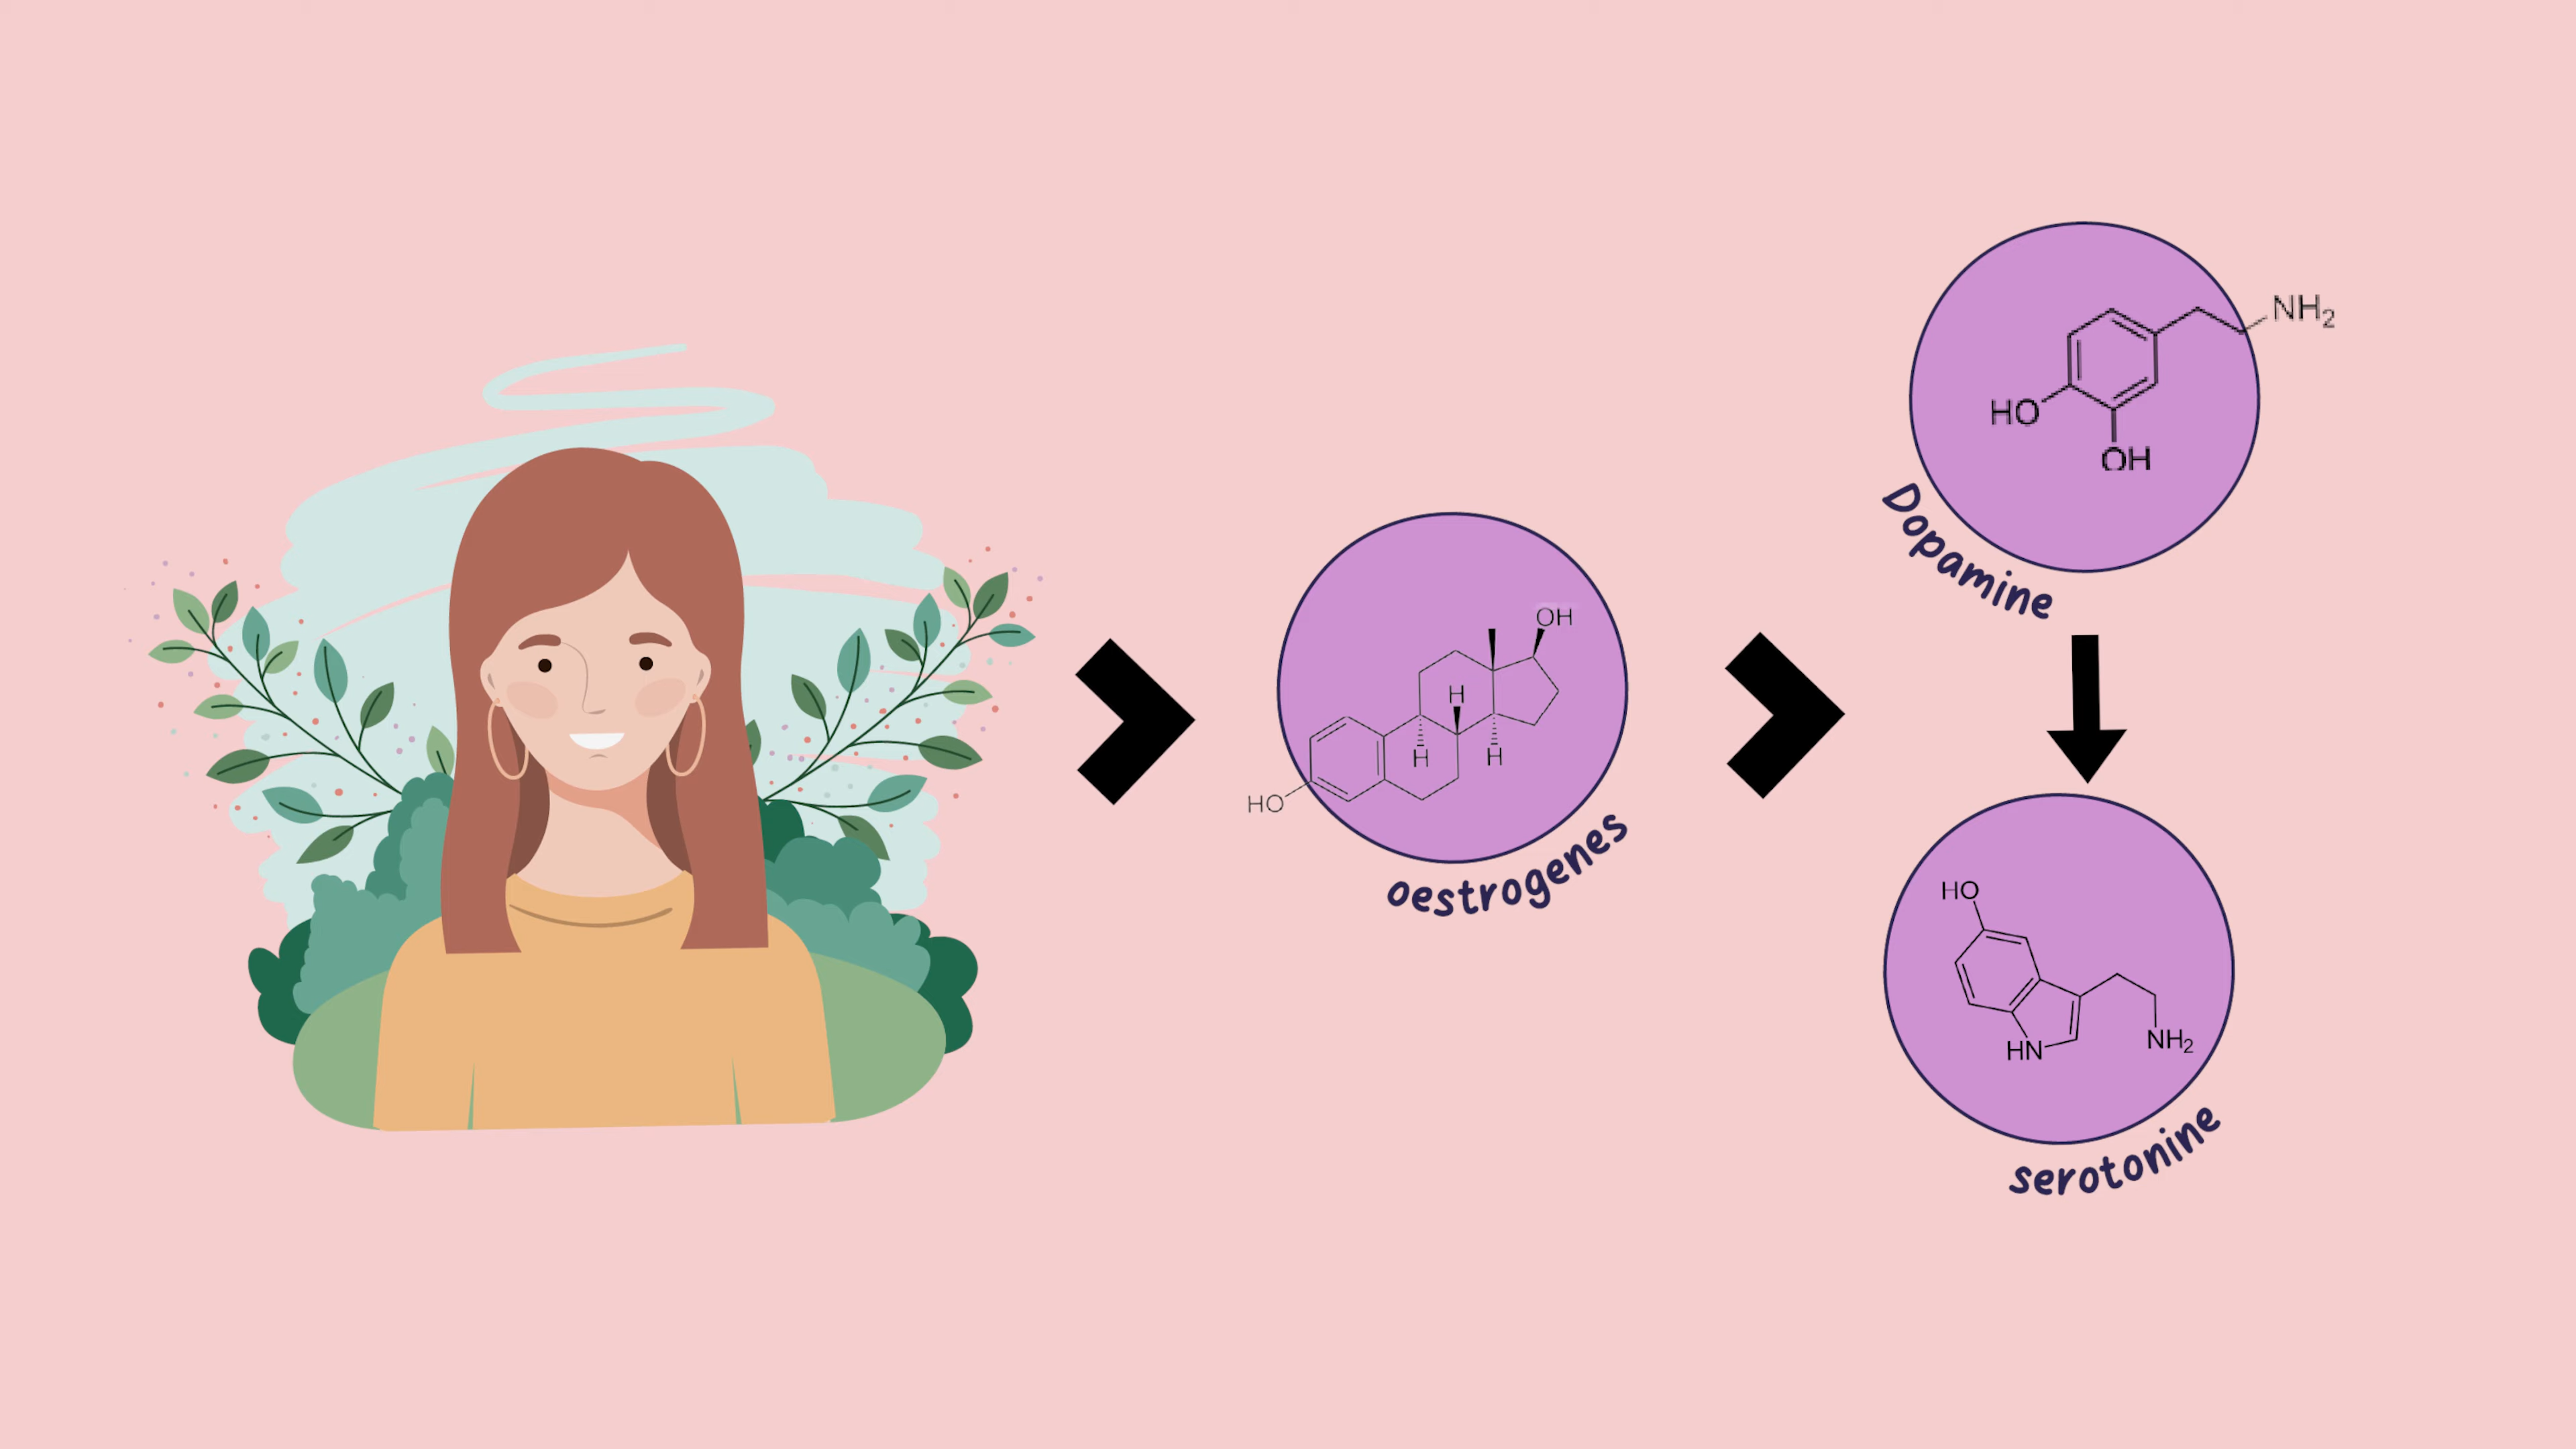 OH
H
H
H
HO
oestrogenes
NH2
HO
OH
Dopamine
HO
HN
NH2
serotonine